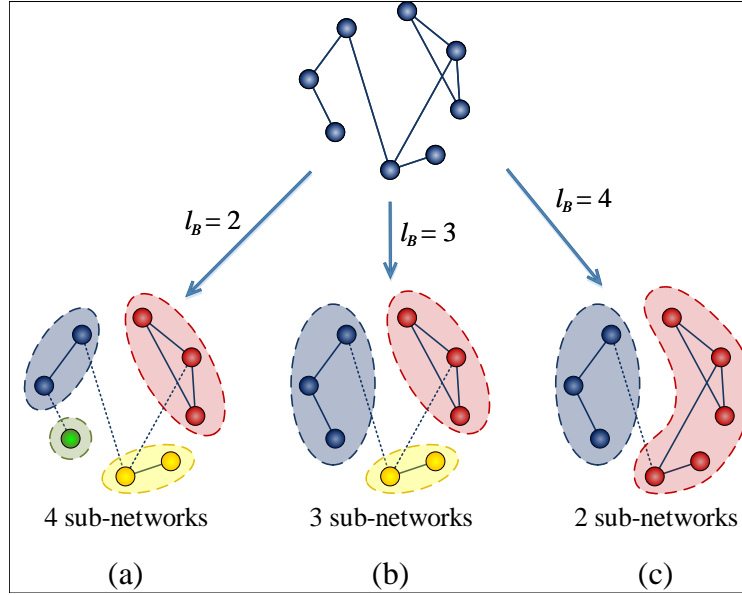 l_B = 2
l_B = 3
l_B = 4
4 sub-networks
3 sub-networks
2 sub-networks
(a)
(b)
(c)